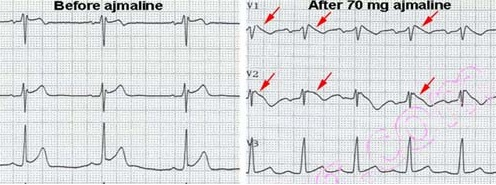 Before ajmaline
After 70 mg ajmaline
V1
V2
V3